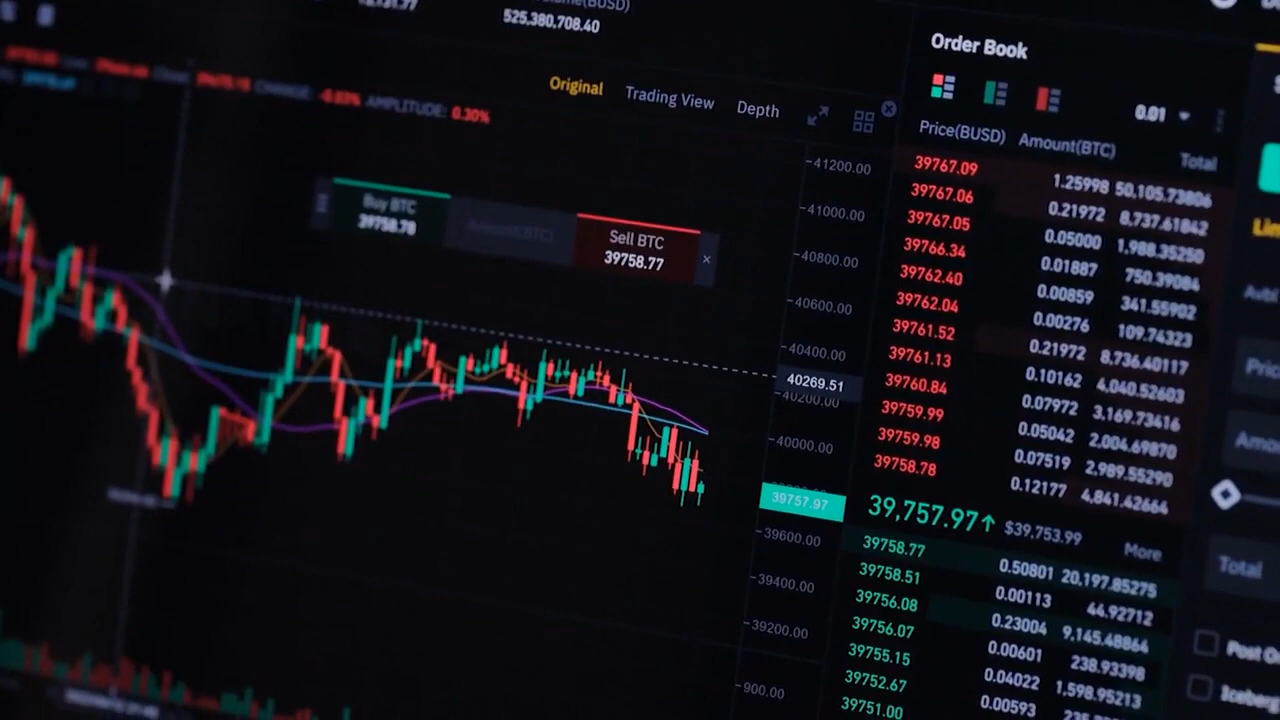 525,380,708.40
AMPLITUDE: 0.30%
Original Trading View Depth
Buy BTC
39758.78
Sell BTC
39758.77
41200.00
41000.00
40800.00
40600.00
40400.00
40269.51
40200.00
40000.00
39757.97
39600.00
39400.00
39200.00
900.00
Order Book
0.01
Price(BUSD) Amount(BTC) Total
39767.09 1.25998 50,105.73806
39767.06 0.21972 8,737.61842
39767.05 0.05000 1,988.35250
39766.34 0.01887 750.39084
39762.40 0.00859 341.55902
39762.04 0.00276 109.74323
39761.52 0.21972 8,736.40117
39761.13 0.10162 4,040.52603
39760.84 0.07972 3,169.73416
39759.99 0.05042 2,004.69870
39759.98 0.07519 2,989.55290
39758.78 0.12177 4,841.42664
39,757.97↑ $39,753.99 More
39758.77 0.50801 20,197.85275
39758.51 0.00113 44.92712
39756.08 0.23004 9,145.48864
39756.07 0.00601 238.93398
39755.15 0.04022 1,598.95213
39752.67 0.00593
39751.00
Total
Post
Iceberg